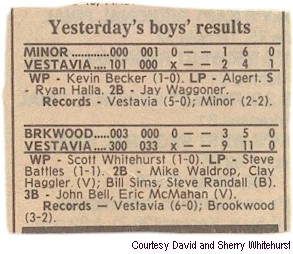 Yesterday's boys' results
MINOR ............000 001 0 — 1 6 0
VESTAVIA ........101 000 x — 2 4 1
WP - Kevin Becker (1-0). LP - Algert. S
- Ryan Halla. 2B - Jay Waggoner.
Records - Vestavia (5-0); Minor (2-2).
BRKWOOD .......003 000 0 — 3 5 0
VESTAVIA ........300 033 x — 9 11 0
WP - Scott Whitehurst (1-0). LP - Steve
Battles (1-1). 2B - Mike Waldrop, Clay
Haggler (V); Bill Sims, Steve Randall (B).
3B - John Bell, Eric McMahan (V).
Records — Vestavia (6-0); Brookwood
(3-2).
Courtesy David and Sherry Whitehurst